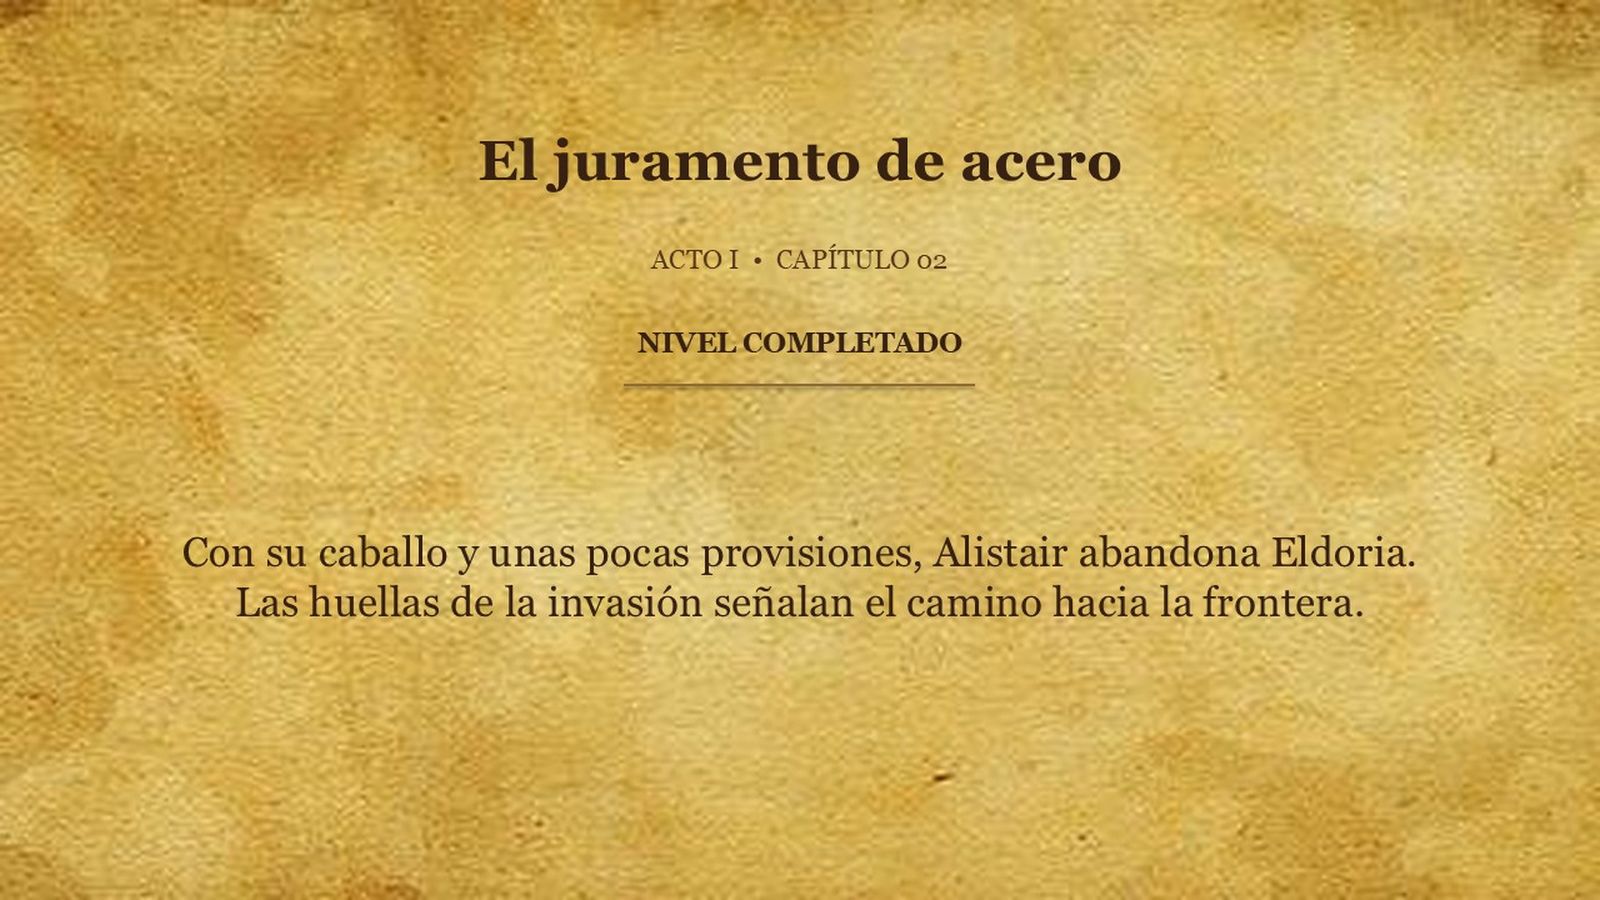 El juramento de acero
ACTO I • CAPÍTULO 02
NIVEL COMPLETADO
Con su caballo y unas pocas provisiones, Alistair abandona Eldoria.
Las huellas de la invasión señalan el camino hacia la frontera.